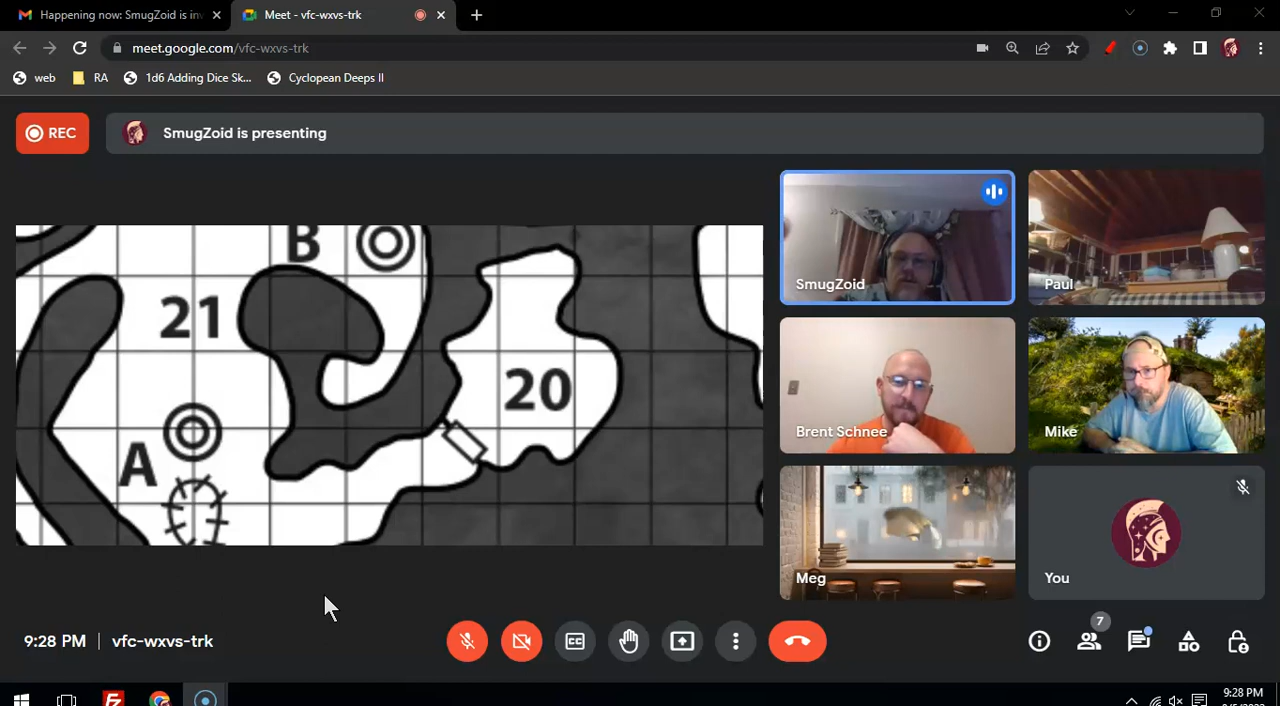 Happening now: SmugZoid is inv
Meet - vfc-wxvs-trk
meet.google.com/vfc-wxvs-trk
web
RA
1d6 Adding Dice Sk...
Cyclopean Deeps II
REC
SmugZoid is presenting
B
21
20
A
SmugZoid
Paul
Brent Schnee
Mike
Meg
You
9:28 PM
vfc-wxvs-trk
CC
7
9:28 PM